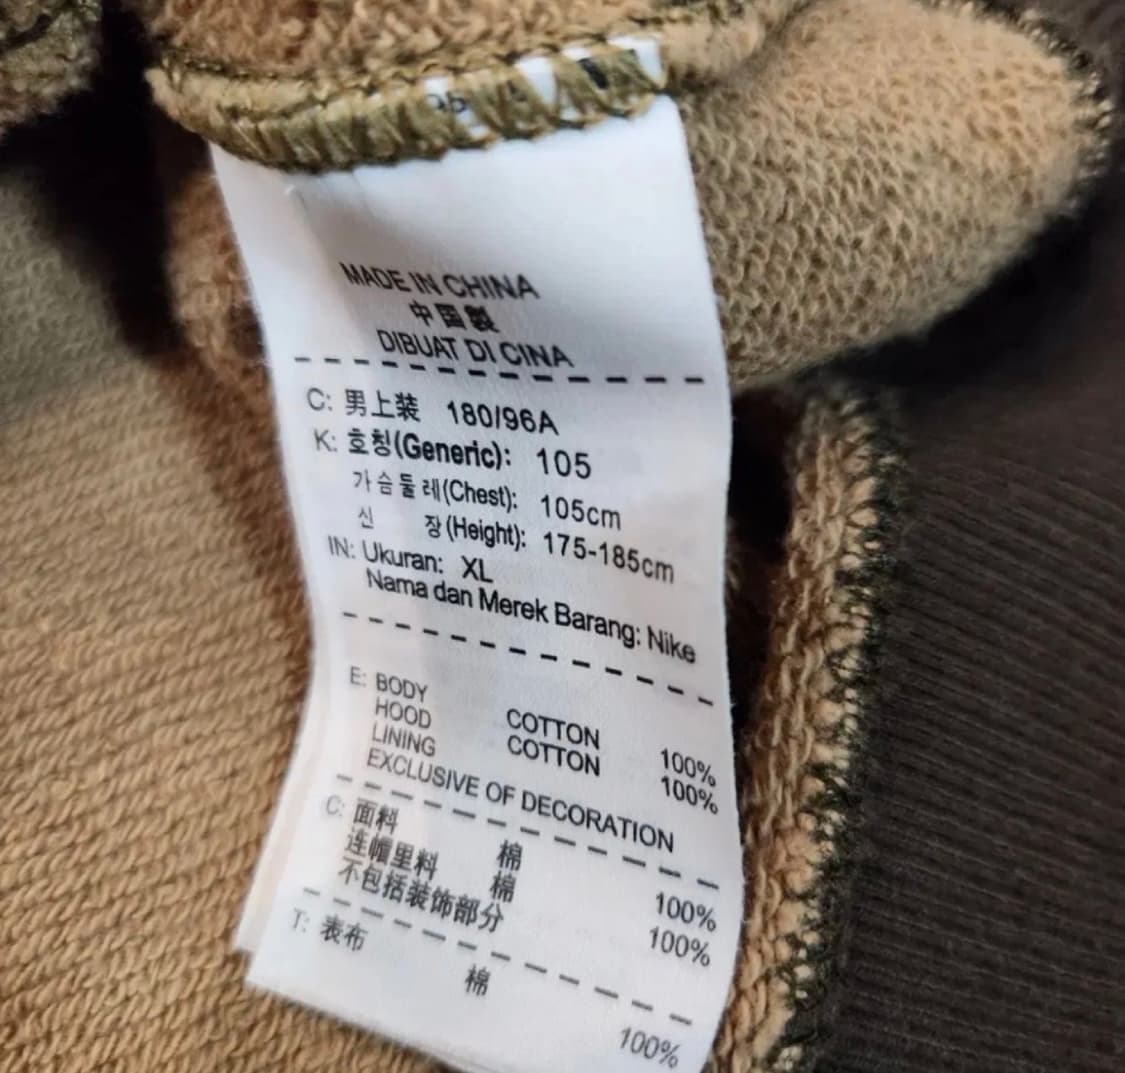 MADE IN CHINA
中国製
DIBUAT DI CINA
C: 男上装 180/96A
K: 호칭(Generic): 105
가슴둘레(Chest): 105cm
신 장(Height): 175-185cm
IN: Ukuran: XL
Nama dan Merek Barang: Nike
E: BODY COTTON 100%
HOOD LINING COTTON 100%
EXCLUSIVE OF DECORATION
C: 面料 棉 100%
连帽里料 棉 100%
不包括装饰部分
T: 表布 棉 100%